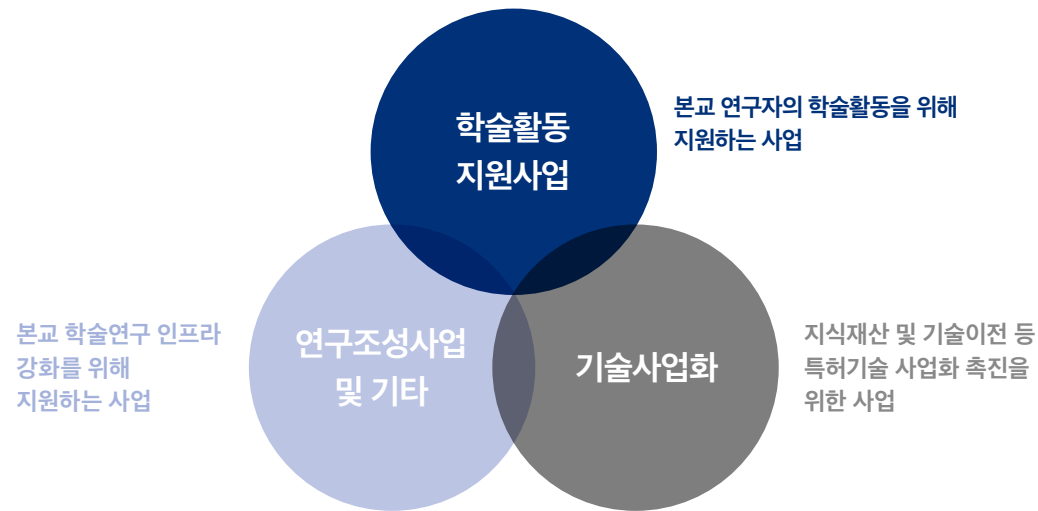 학술활동
지원사업
본교 연구자의 학술활동을 위해
지원하는 사업
본교 학술연구 인프라
강화를 위해
지원하는 사업
연구조성사업
및 기타
기술사업화
지식재산 및 기술이전 등
특허기술 사업화 촉진을
위한 사업